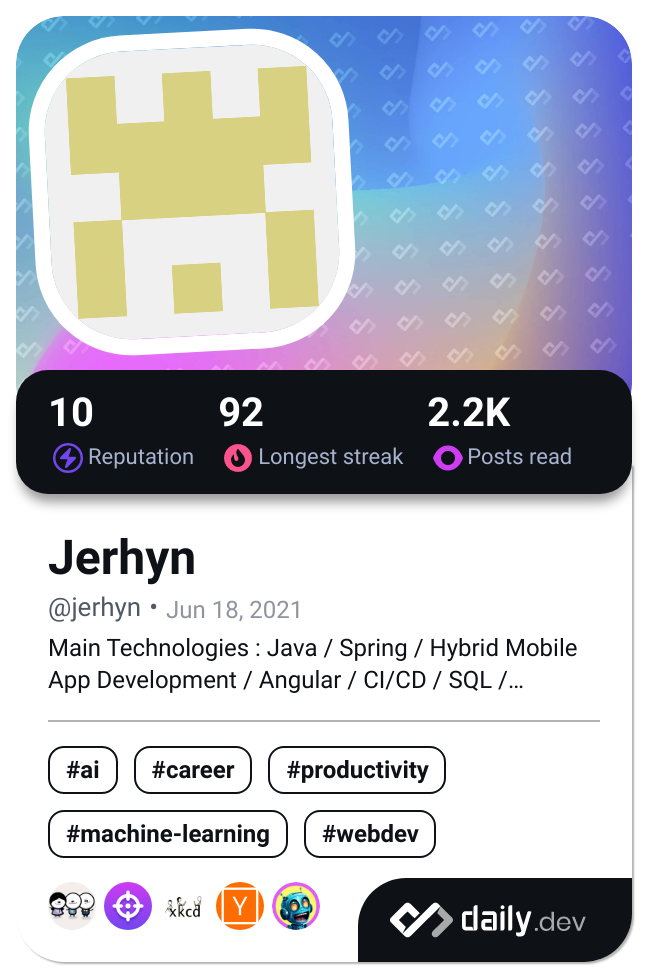 10 92 2.2K
Reputation Longest streak Posts read
Jerhyn
@jerhyn • Jun 18, 2021
Main Technologies : Java / Spring / Hybrid Mobile
App Development / Angular / CI/CD / SQL /...
#ai #career #productivity
#machine-learning #webdev
xkcd Y
daily.dev